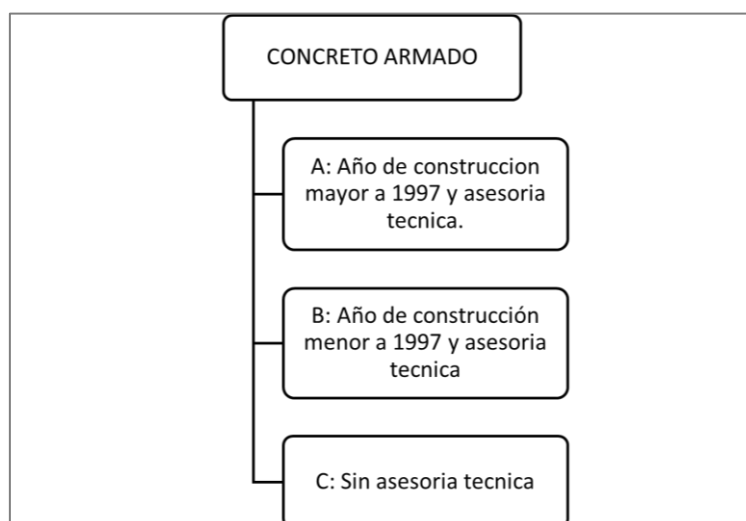 CONCRETO ARMADO
A: Año de construccion
mayor a 1997 y asesoria
tecnica.
B: Año de construcción
menor a 1997 y asesoria
tecnica
C: Sin asesoria tecnica